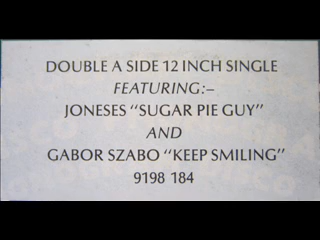 DOUBLE A SIDE 12 INCH SINGLE
FEATURING:–
JONESES “SUGAR PIE GUY”
AND
GABOR SZABO “KEEP SMILING”
9198 184